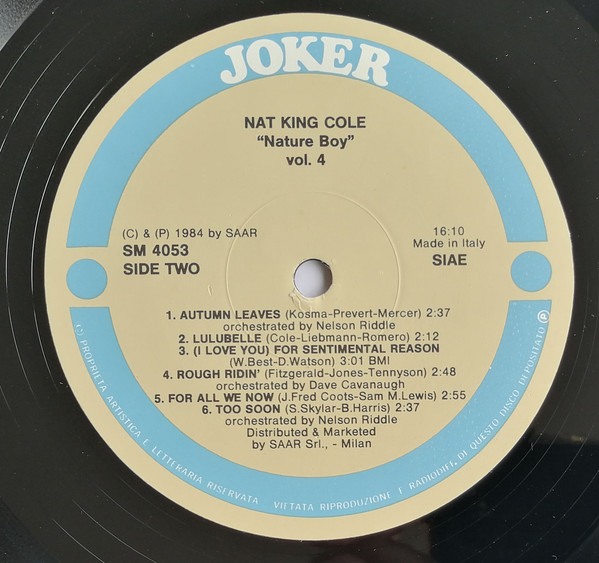 JOKER
NAT KING COLE
“Nature Boy”
vol. 4
(C) & (P) 1984 by SAAR
SM 4053
SIDE TWO
16:10
Made in Italy
SIAE
1. AUTUMN LEAVES (Kosma-Prevert-Mercer) 2:37
orchestrated by Nelson Riddle
2. LULUBELLE (Cole-Liebmann-Romero) 2:12
3. (I LOVE YOU) FOR SENTIMENTAL REASON
(W.Best-D.Watson) 3:01 BMI
4. ROUGH RIDIN' (Fitzgerald-Jones-Tennyson) 2:48
orchestrated by Dave Cavanaugh
5. FOR ALL WE NOW (J.Fred Coots-Sam M.Lewis) 2:55
6. TOO SOON (S.Skylar-B.Harris) 2:37
orchestrated by Nelson Riddle
Distributed & Marketed
by SAAR Srl., - Milan
(C) PROPRIETA ARTISTICA E LETTERARIA RISERVATA VIETATA RIPRODUZIONE E RADIODIF. DI QUESTO DISCO DEPOSITATO (P)